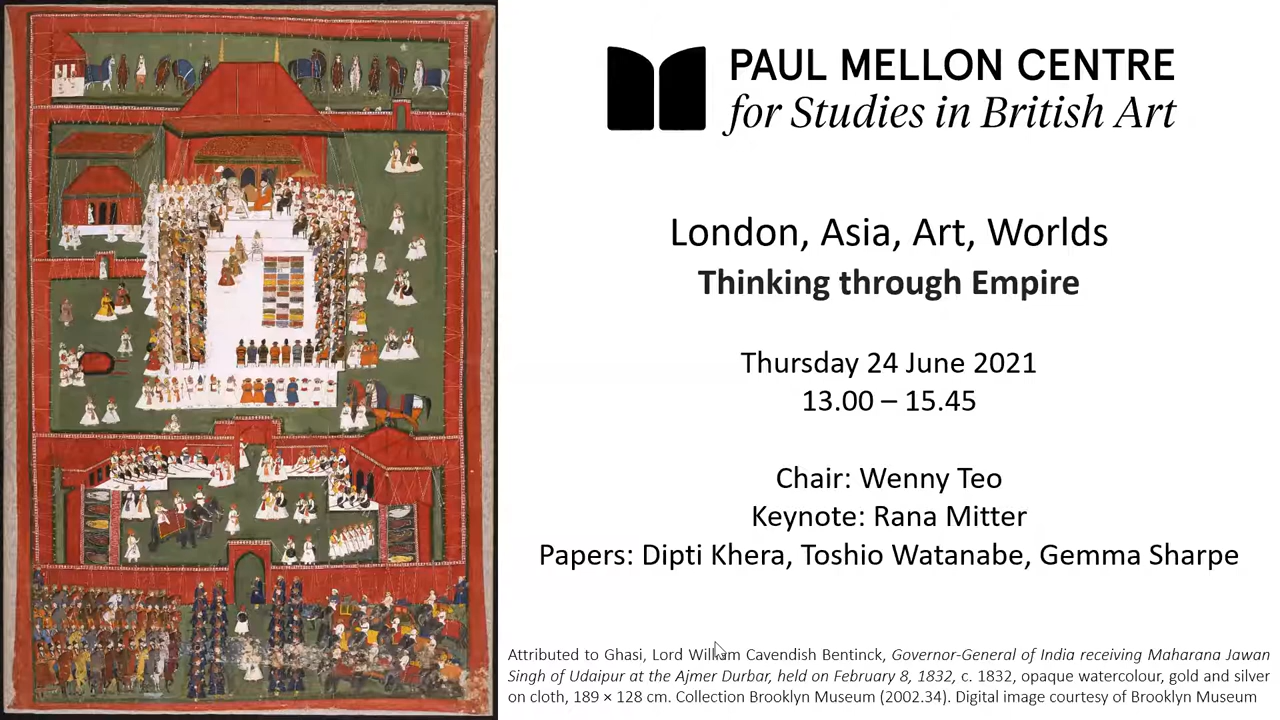 PAUL MELLON CENTRE
for Studies in British Art
London, Asia, Art, Worlds
Thinking through Empire
Thursday 24 June 2021
13.00 – 15.45
Chair: Wenny Teo
Keynote: Rana Mitter
Papers: Dipti Khera, Toshio Watanabe, Gemma Sharpe
Attributed to Ghasi, Lord William Cavendish Bentinck, Governor-General of India receiving Maharana Jawan
Singh of Udaipur at the Ajmer Durbar, held on February 8, 1832, c. 1832, opaque watercolour, gold and silver
on cloth, 189 × 128 cm. Collection Brooklyn Museum (2002.34). Digital image courtesy of Brooklyn Museum